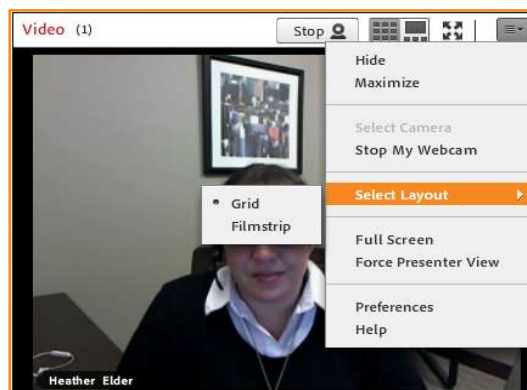 Video (1)
Stop
Hide
Maximize
Select Camera
Stop My Webcam
Select Layout
Grid
Filmstrip
Full Screen
Force Presenter View
Preferences
Help
Heather Elder